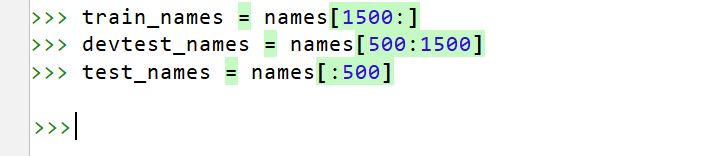 >>> train_names = names[1500:]
>>> devtest_names = names[500:1500]
>>> test_names = names[:500]
>>>